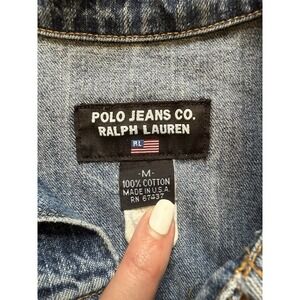 POLO JEANS CO.
RALPH LAUREN
RL
-M-
100% COTTON
MADE IN U.S.A.
RN 67437